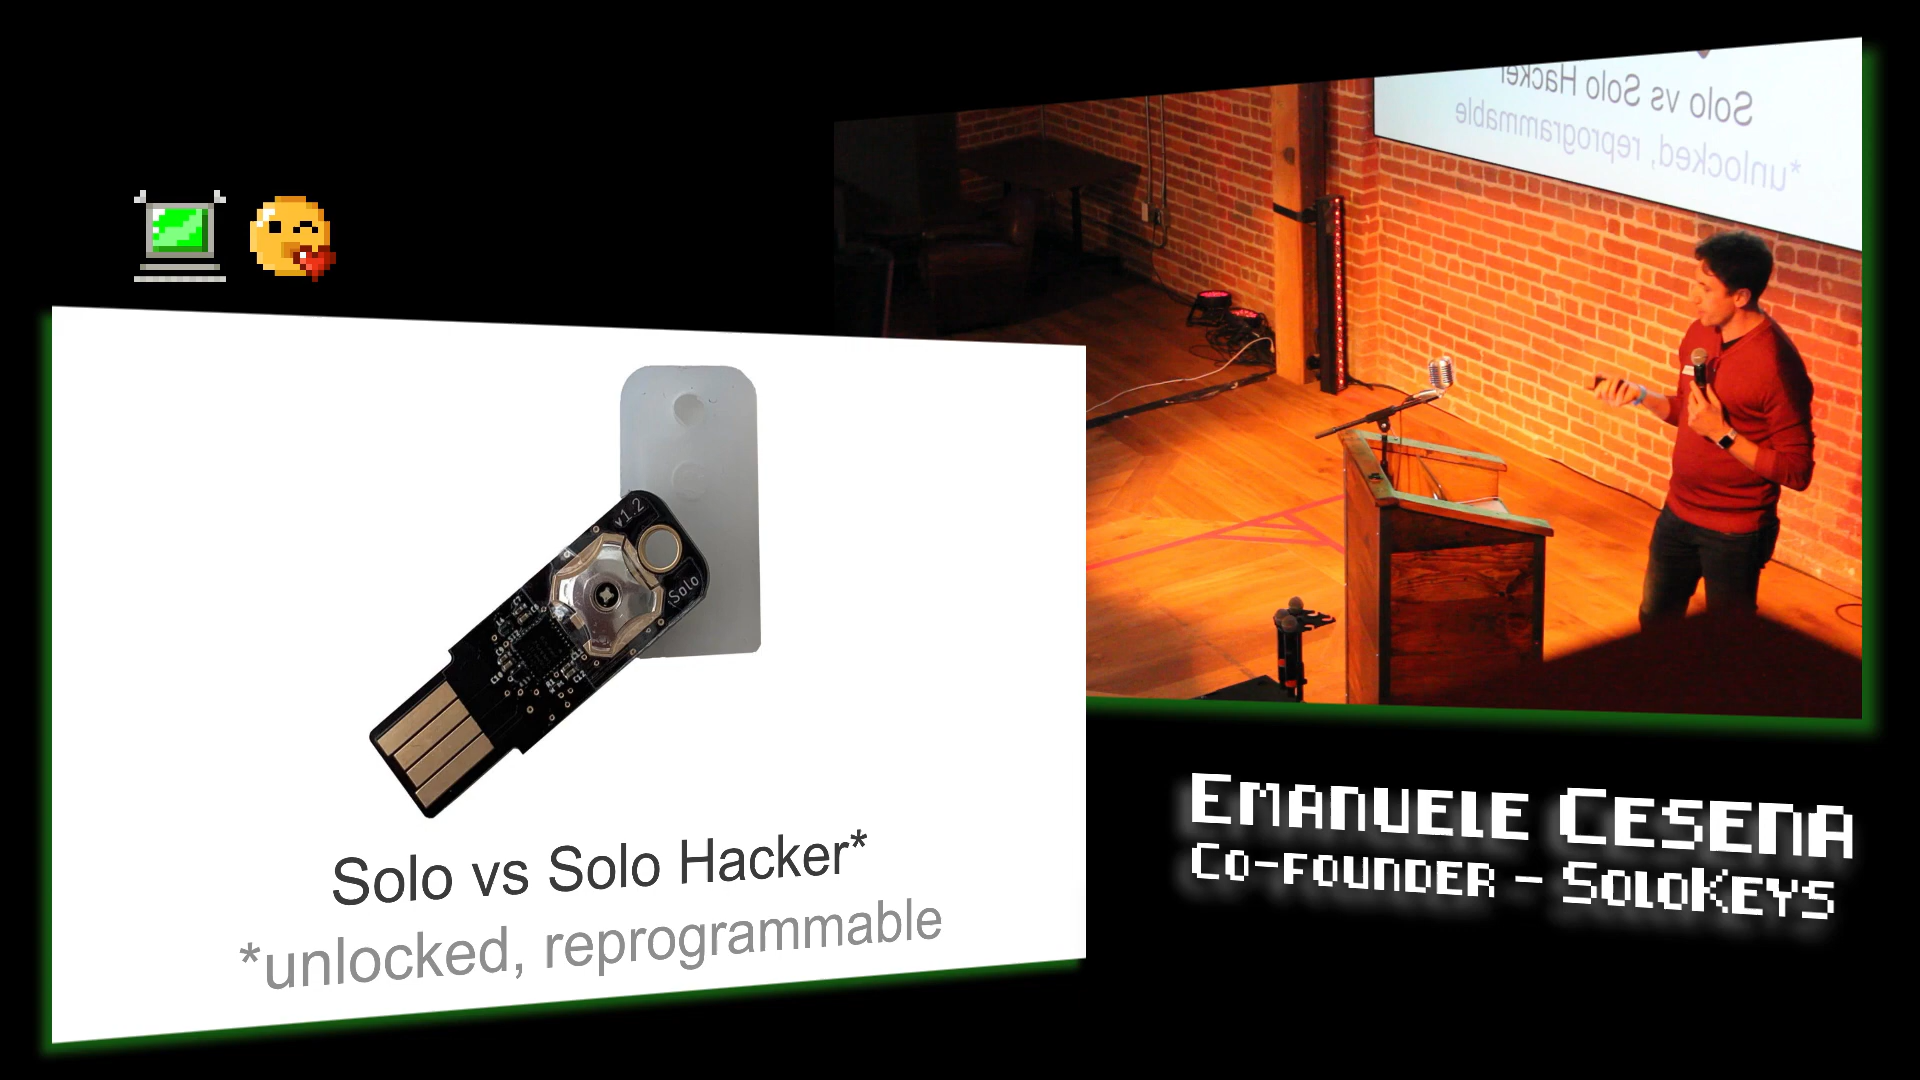 Solo vs Solo Hacker
*unlocked, reprogrammable
v1.2
Solo
Solo vs Solo Hacker*
*unlocked, reprogrammable
Emanuele Cesena
Co-founder - SoloKeys